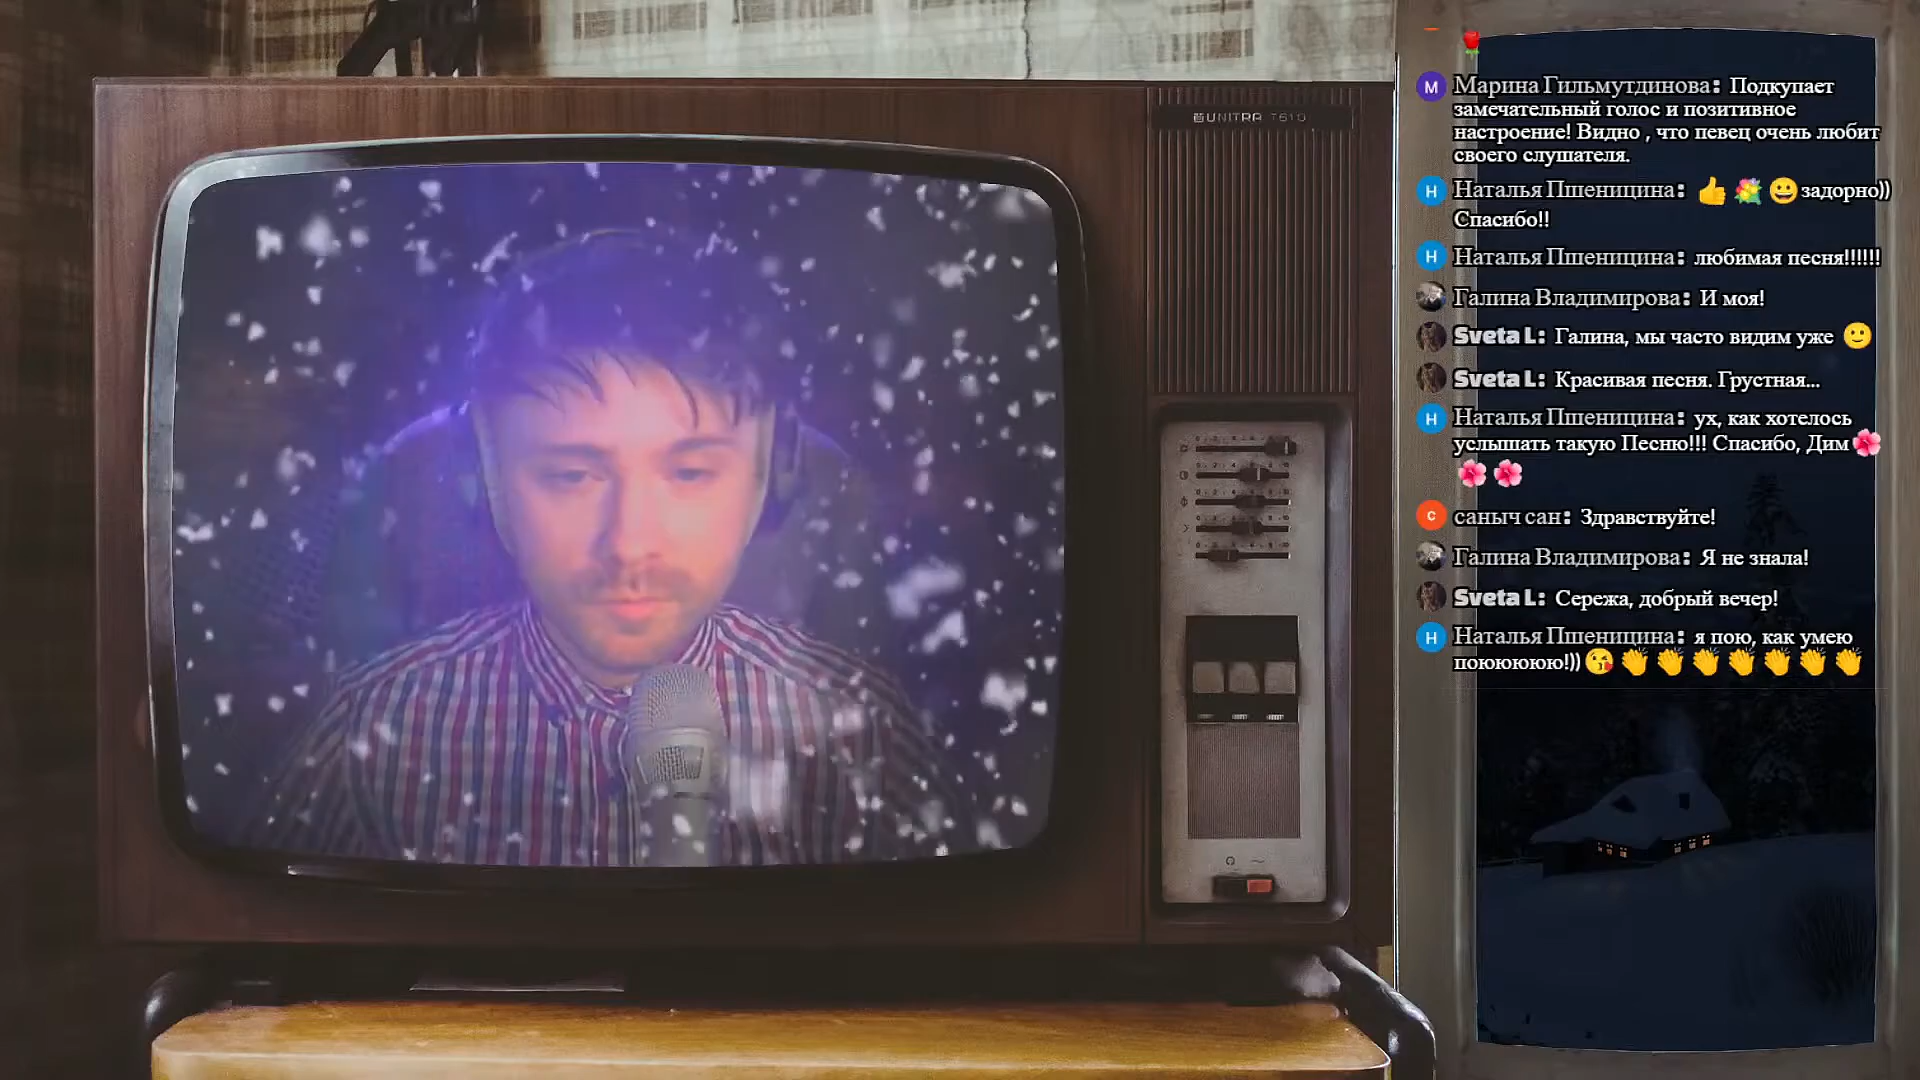 UNITRA T610
М Марина Гильмутдинова: Подкупает
замечательный голос и позитивное
настроение! Видно , что певец очень любит
своего слушателя.
Н Наталья Пшеницина: 👍 💐 😀 задорно))
Спасибо!!
Н Наталья Пшеницина: любимая песня!!!!!!
Галина Владимирова: И моя!
Sveta L: Галина, мы часто видим уже 🙂
Sveta L: Красивая песня. Грустная...
Н Наталья Пшеницина: ух, как хотелось
услышать такую Песню!!! Спасибо, Дим🌺
🌺 🌺
С саныч сан: Здравствуйте!
Галина Владимирова: Я не знала!
Sveta L: Сережа, добрый вечер!
Н Наталья Пшеницина: я пою, как умею
поюююю!)) 😘 👏 👏 👏 👏 👏 👏 👏